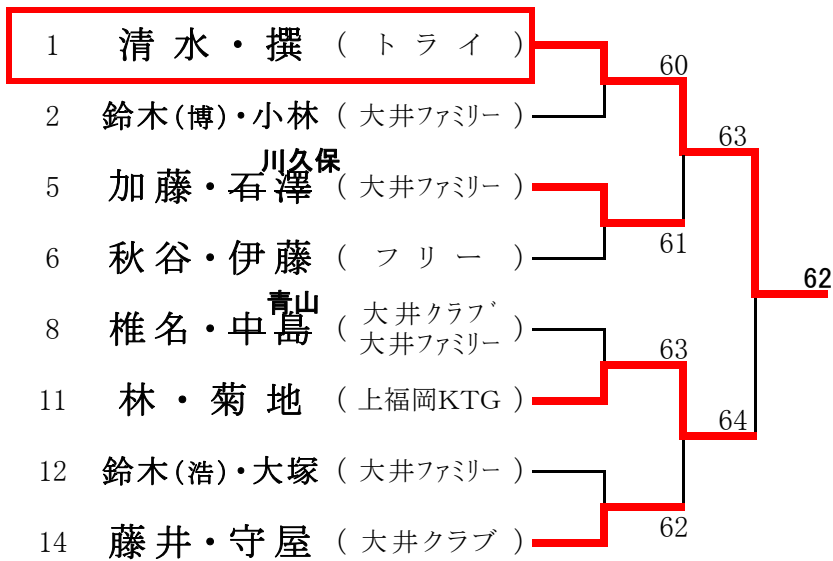 1 清水・撰 ( トライ )
60
2 鈴木(博)・小林 ( 大井ファミリー )
63
川久保
5 加藤・石澤 ( 大井ファミリー )
61
6 秋谷・伊藤 ( フリー )
62
青山
8 椎名・中島 ( 大井クラブ
大井ファミリー )
63
11 林・菊地 ( 上福岡KTG )
64
12 鈴木(浩)・大塚 ( 大井ファミリー )
62
14 藤井・守屋 ( 大井クラブ )